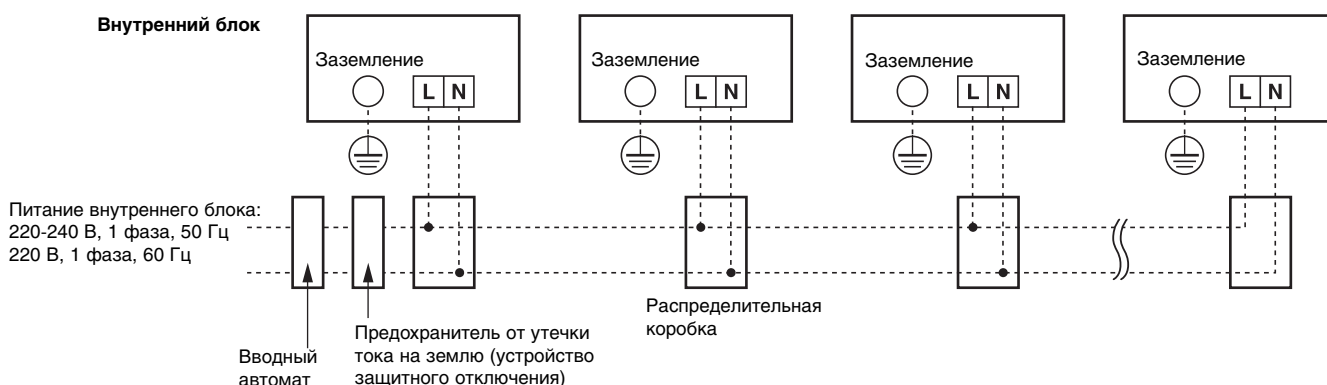 Внутренний блок
Заземление
L N
Заземление
L N
Заземление
L N
Заземление
L N
Питание внутреннего блока:
220-240 В, 1 фаза, 50 Гц
220 В, 1 фаза, 60 Гц
Распределительная
коробка
Вводный
автомат
Предохранитель от утечки
тока на землю (устройство
защитного отключения)